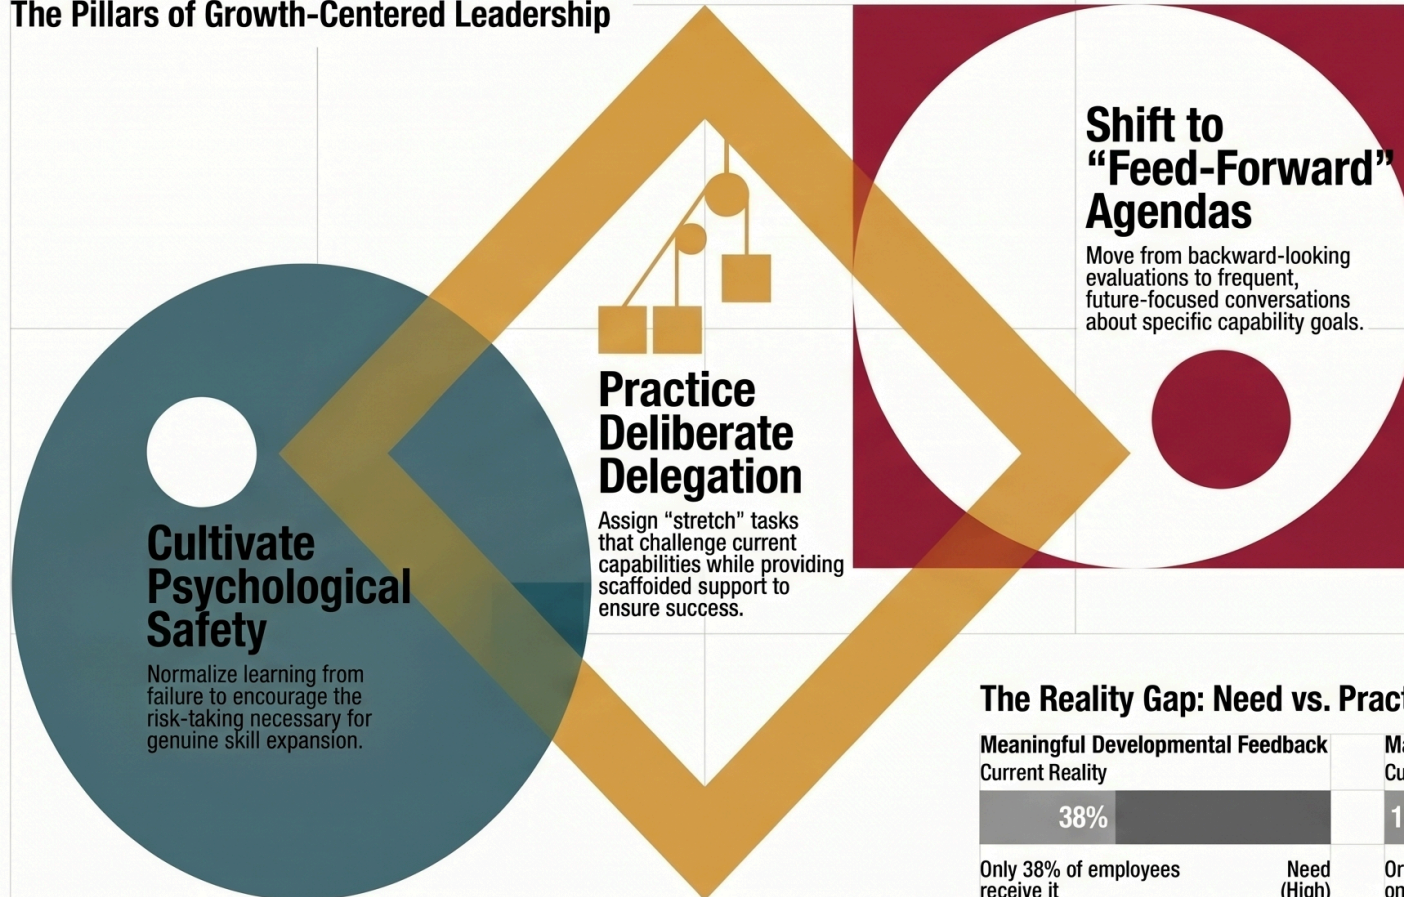 The Pillars of Growth-Centered Leadership
Cultivate
Psychological
Safety
Normalize learning from
failure to encourage the
risk-taking necessary for
genuine skill expansion.
Practice
Deliberate
Delegation
Assign “stretch” tasks
that challenge current
capabilities while providing
scaffoided support to
ensure success.
Shift to
“Feed-Forward”
Agendas
Move from backward-looking
evaluations to frequent,
future-focused conversations
about specific capability goals.
The Reality Gap: Need vs.
Meaningful Developmental Feedback
Current Reality
38%
Only 38% of employees
receive it
Need
(High)